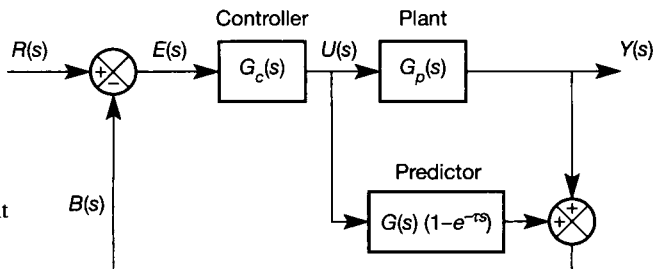 Controller
Plant
R(s)
E(s)
U(s)
Y(s)
+
−
G_c(s)
G_p(s)
Predictor
B(s)
G(s) (1−e^{−τs})
+
+